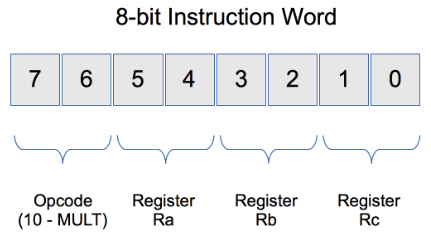 8-bit Instruction Word
7 6 5 4 3 2 1 0
Opcode Register Register Register
(10 - MULT) Ra Rb Rc